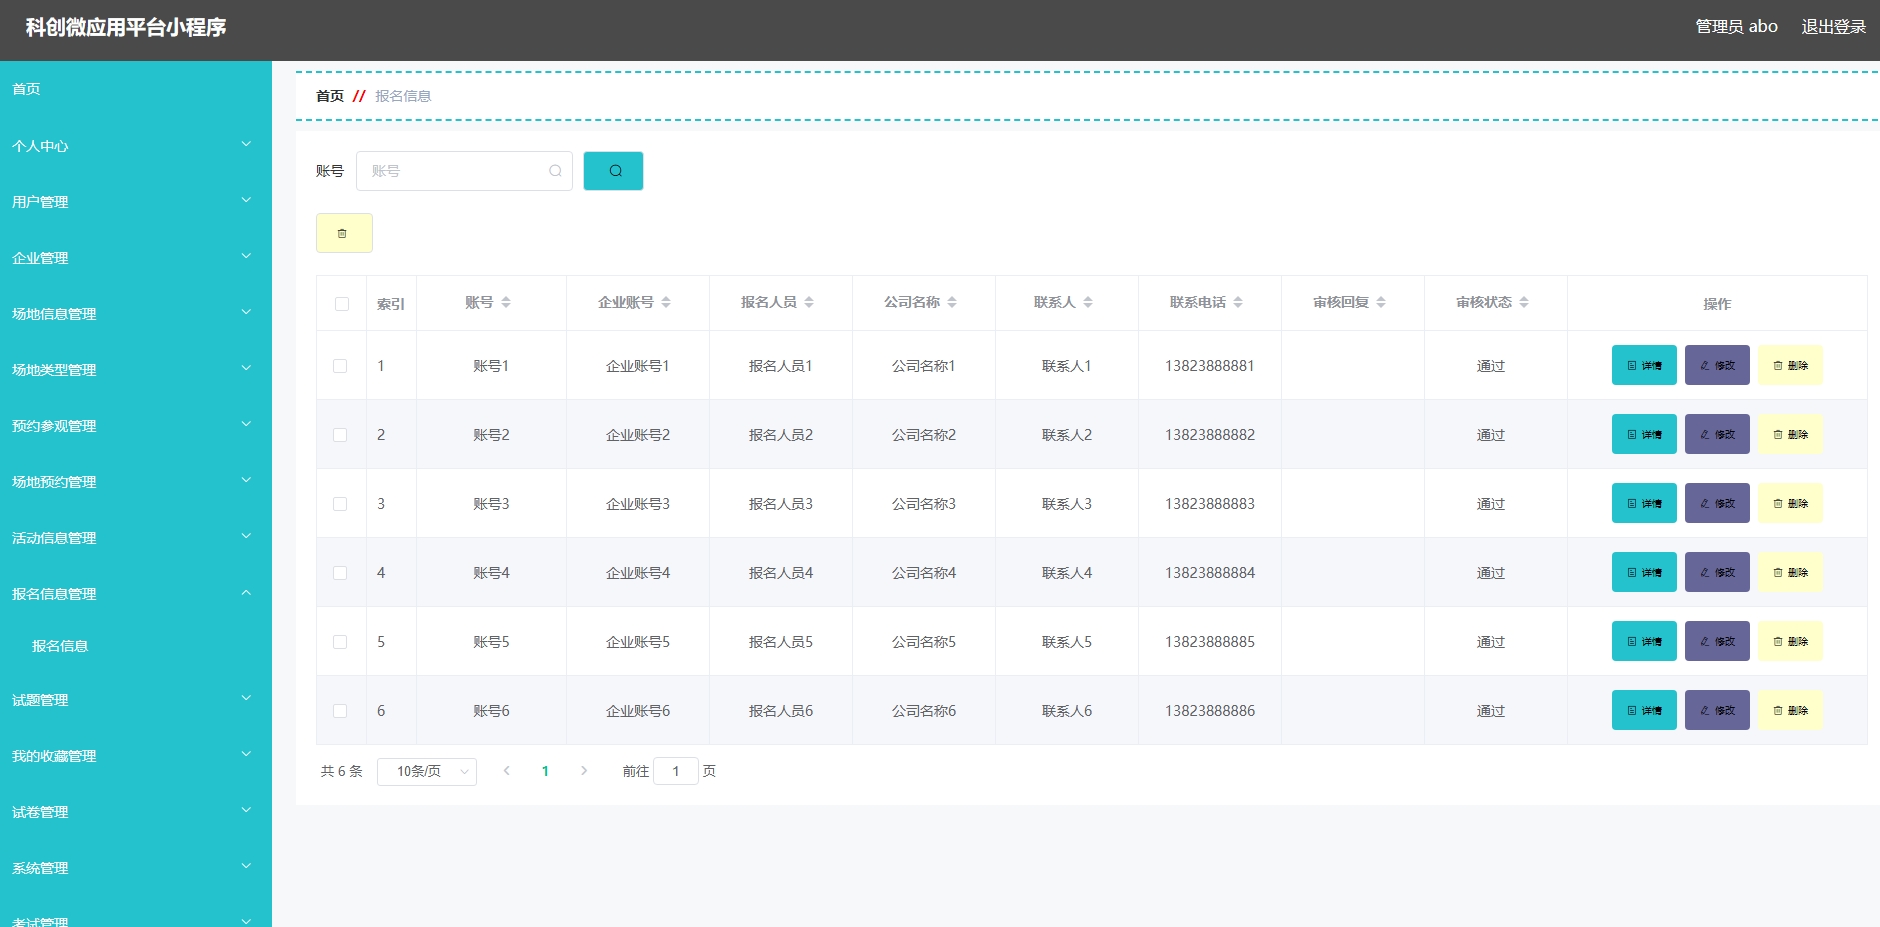 科创微应用平台小程序
管理员 abo 退出登录
首页
个人中心
用户管理
企业管理
场地信息管理
场地类型管理
预约参观管理
场地预约管理
活动信息管理
报名信息管理
报名信息
试题管理
我的收藏管理
试卷管理
系统管理
考试管理
首页 // 报名信息
账号 账号
索引 账号 企业账号 报名人员 公司名称 联系人 联系电话 审核回复 审核状态 操作
1 账号1 企业账号1 报名人员1 公司名称1 联系人1 13823888881 通过 详情 修改 删除
2 账号2 企业账号2 报名人员2 公司名称2 联系人2 13823888882 通过 详情 修改 删除
3 账号3 企业账号3 报名人员3 公司名称3 联系人3 13823888883 通过 详情 修改 删除
4 账号4 企业账号4 报名人员4 公司名称4 联系人4 13823888884 通过 详情 修改 删除
5 账号5 企业账号5 报名人员5 公司名称5 联系人5 13823888885 通过 详情 修改 删除
6 账号6 企业账号6 报名人员6 公司名称6 联系人6 13823888886 通过 详情 修改 删除
共 6 条 10条/页 1 前往 1 页